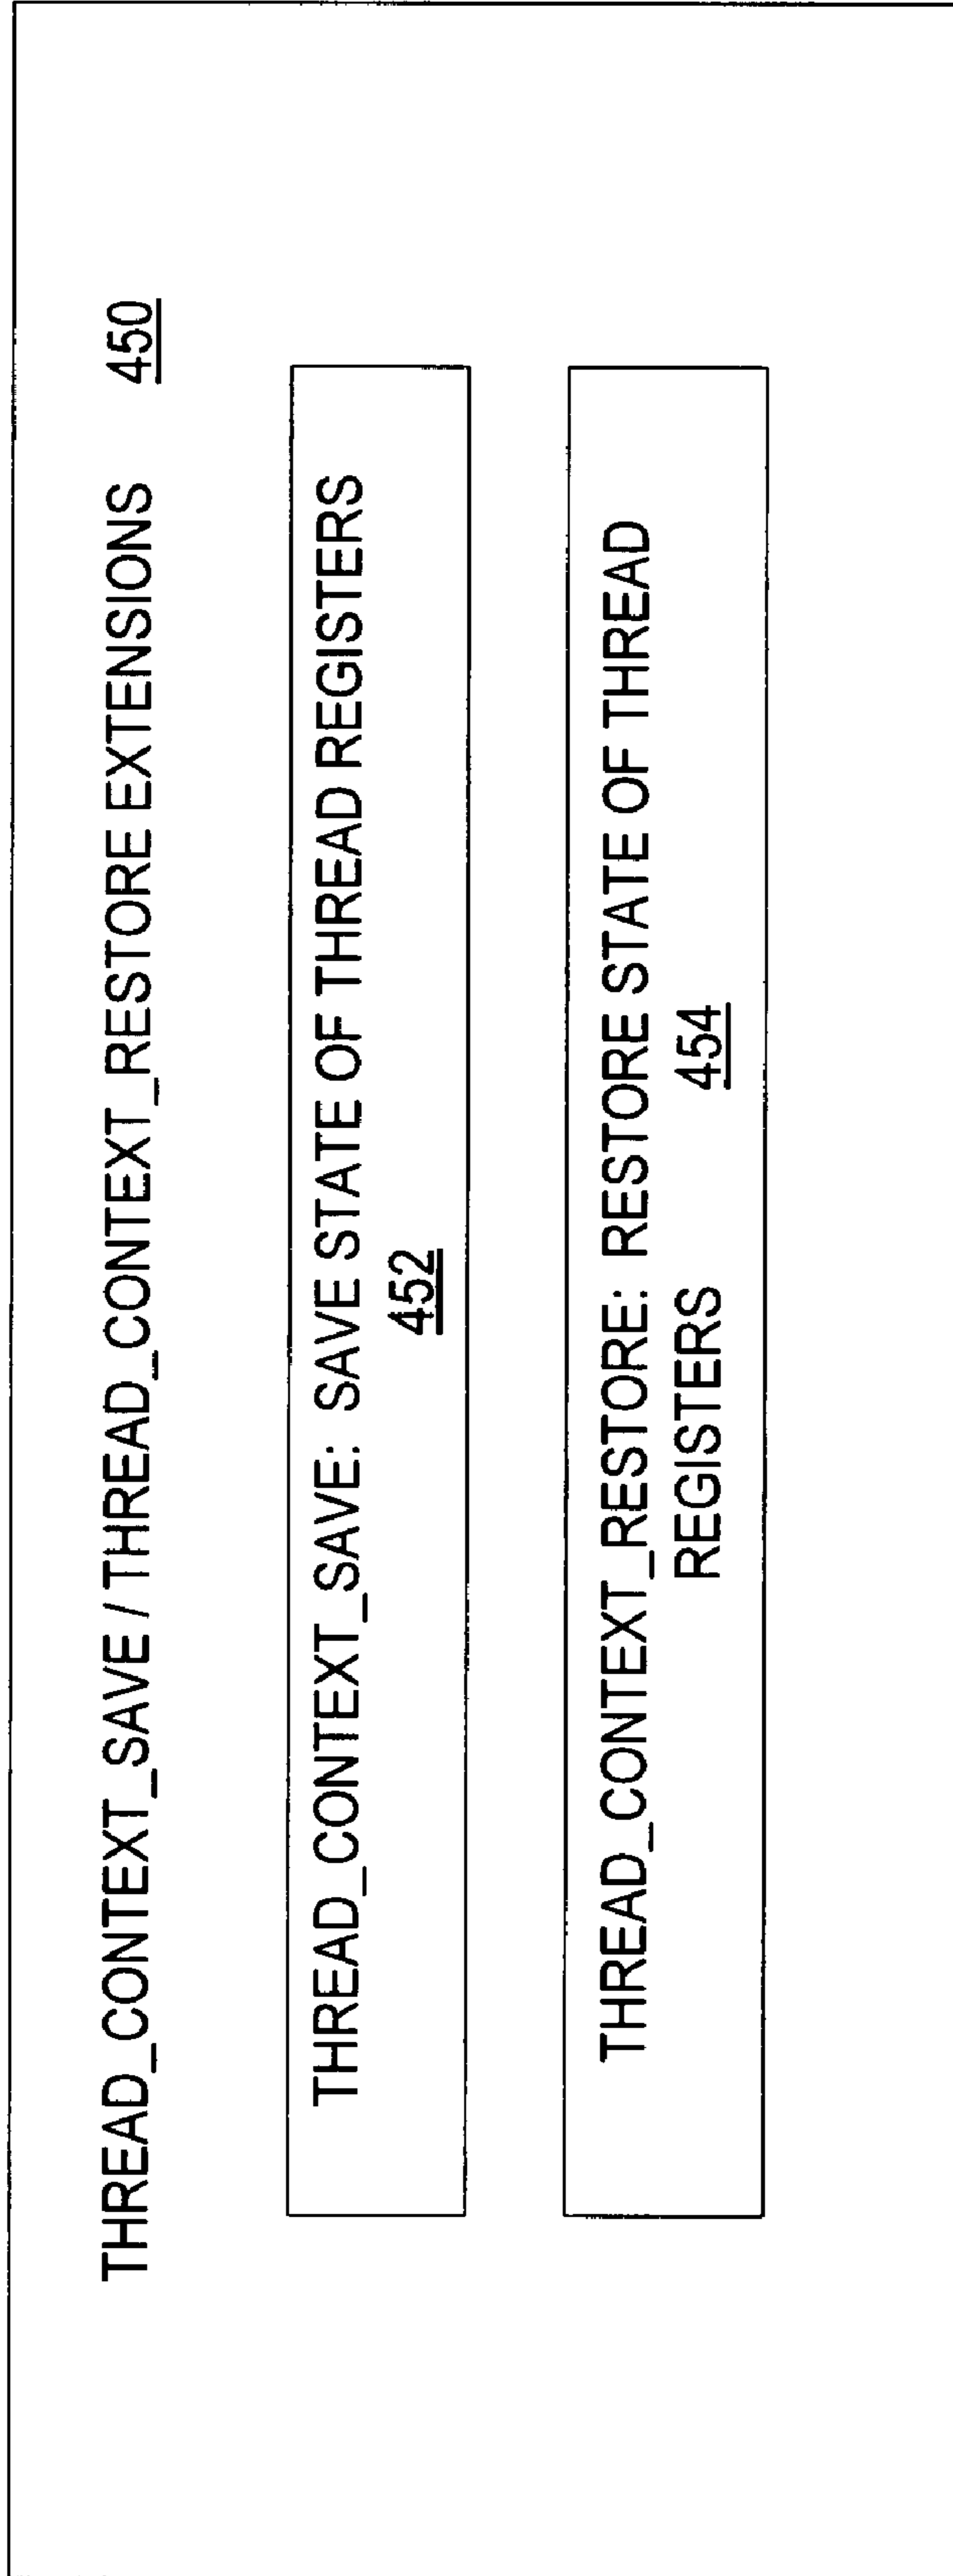 THREAD_CONTEXT_SAVE / THREAD_CONTEXT_RESTORE EXTENSIONS 450
THREAD_CONTEXT_SAVE: SAVE STATE OF THREAD REGISTERS
452
THREAD_CONTEXT_RESTORE: RESTORE STATE OF THREAD
REGISTERS 454